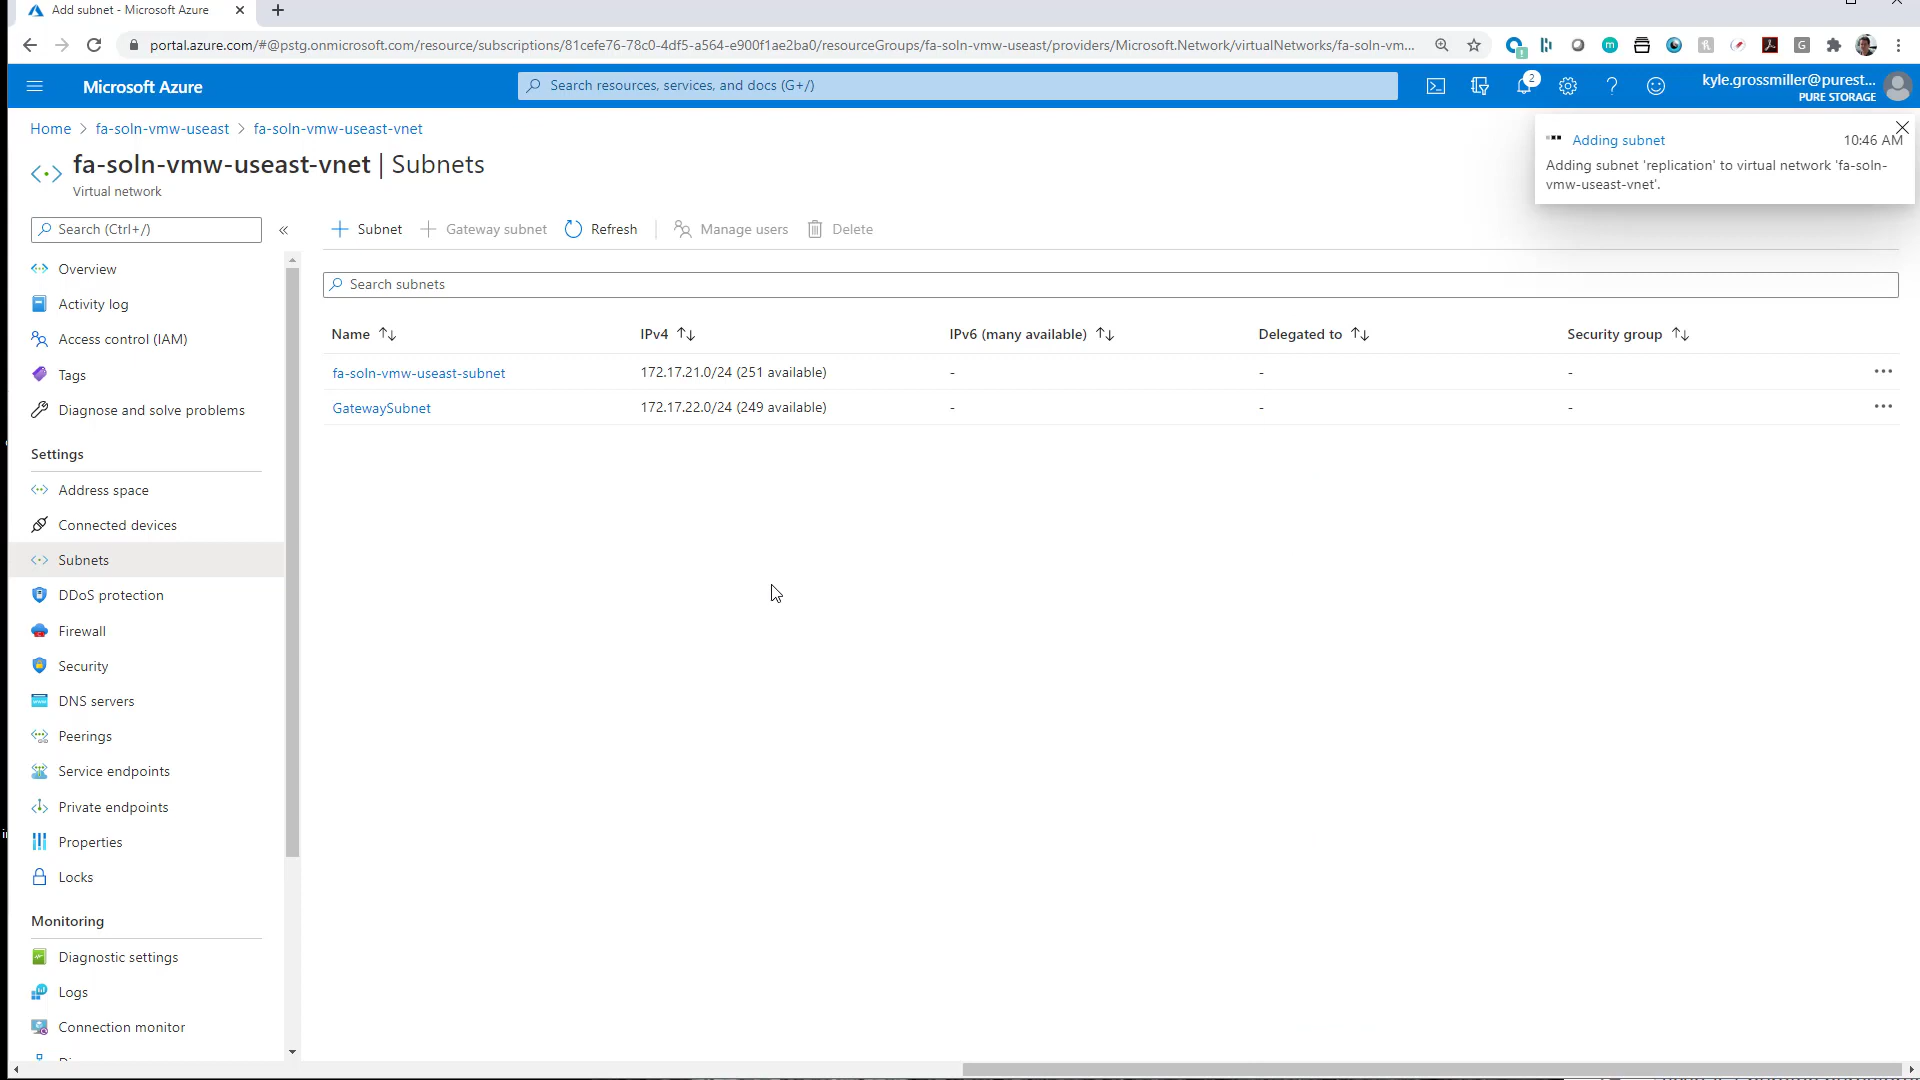 Add subnet - Microsoft Azure
portal.azure.com/#@pstg.onmicrosoft.com/resource/subscriptions/81cefe76-78c0-4df5-a564-e900f1ae2ba0/resourceGroups/fa-soln-vmw-useast/providers/Microsoft.Network/virtualNetworks/fa-soln-vm...
Microsoft Azure
Search resources, services, and docs (G+/)
2
kyle.grossmiller@purest...
PURE STORAGE
Home > fa-soln-vmw-useast > fa-soln-vmw-useast-vnet
fa-soln-vmw-useast-vnet | Subnets
Virtual network
Adding subnet 10:46 AM
Adding subnet 'replication' to virtual network 'fa-soln-
vmw-useast-vnet'.
Search (Ctrl+/)
«
Subnet
Gateway subnet
Refresh
Manage users
Delete
Overview
Activity log
Access control (IAM)
Tags
Diagnose and solve problems
Settings
Address space
Connected devices
Subnets
DDoS protection
Firewall
Security
DNS servers
Peerings
Service endpoints
Private endpoints
Properties
Locks
Monitoring
Diagnostic settings
Logs
Connection monitor
Search subnets
Name IPv4 IPv6 (many available) Delegated to Security group
fa-soln-vmw-useast-subnet 172.17.21.0/24 (251 available) - - -
GatewaySubnet 172.17.22.0/24 (249 available) - - -